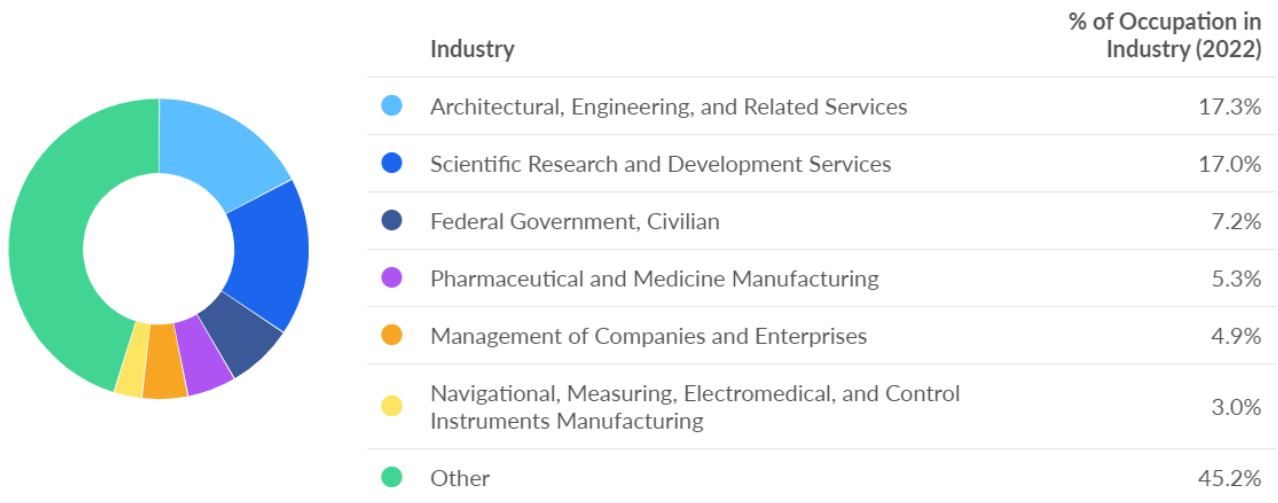 Industry
% of Occupation in
Industry (2022)
Architectural, Engineering, and Related Services 17.3%
Scientific Research and Development Services 17.0%
Federal Government, Civilian 7.2%
Pharmaceutical and Medicine Manufacturing 5.3%
Management of Companies and Enterprises 4.9%
Navigational, Measuring, Electromedical, and Control
Instruments Manufacturing 3.0%
Other 45.2%